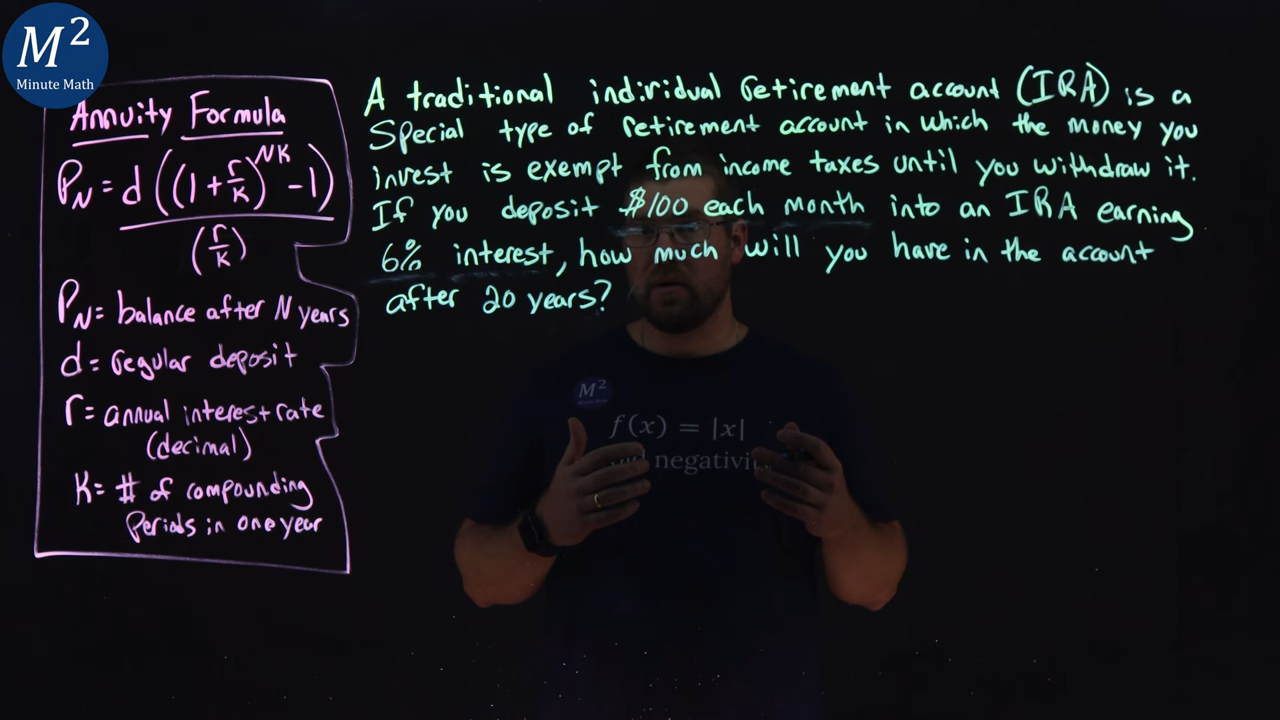 M²
Minute Math
Annuity Formula
P_N = d((1 + r/k)^NK - 1)
(r/k)
P_N = balance after N years
d = regular deposit
r = annual interest rate
(decimal)
K = # of compounding
periods in one year
A traditional individual retirement account (IRA) is a
special type of retirement account in which the money you
invest is exempt from income taxes until you withdraw it.
If you deposit $100 each month into an IRA earning
6% interest, how much will you have in the account
after 20 years?
M²
f(x) = |x|
negativi